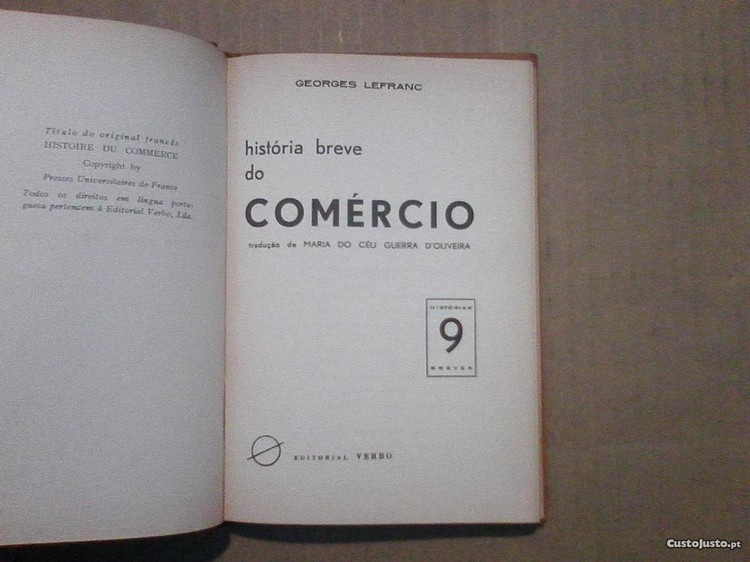 Título do original francês
HISTOIRE DU COMMERCE
Copyright by
Presses Universitaires de France
Todos os direitos em língua portu-
guesa pertencem à Editorial Verbo, Lda.
GEORGES LEFRANC
história breve
do
COMÉRCIO
tradução de MARIA DO CÉU GUERRA D'OLIVEIRA
HISTÓRIAS
9
BREVES
EDITORIAL VERBO
CustoJusto.pt